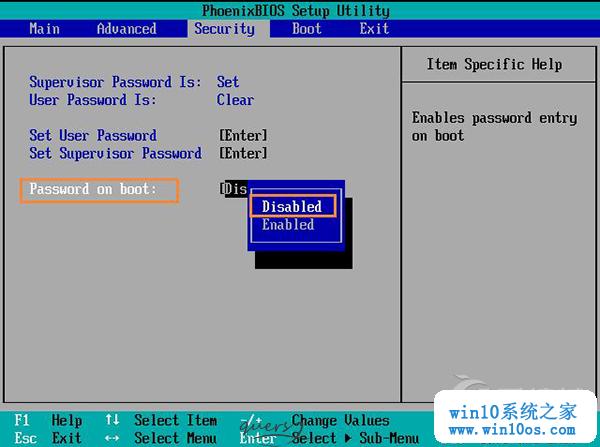 PhoenixBIOS Setup Utility
Main Advanced Security Boot Exit
Item Specific Help
Supervisor Password Is: Set
User Password Is: Clear
Enables password entry
on boot
Set User Password [Enter]
Set Supervisor Password [Enter]
Password on boot: [Dis
Disabled
Enabled
F1 Help ↑↓ Select Item -/+ Change Values
Esc Exit ↔ Select Menu Enter Select ▶ Sub-Menu
win10系统之家
www.win10os.com